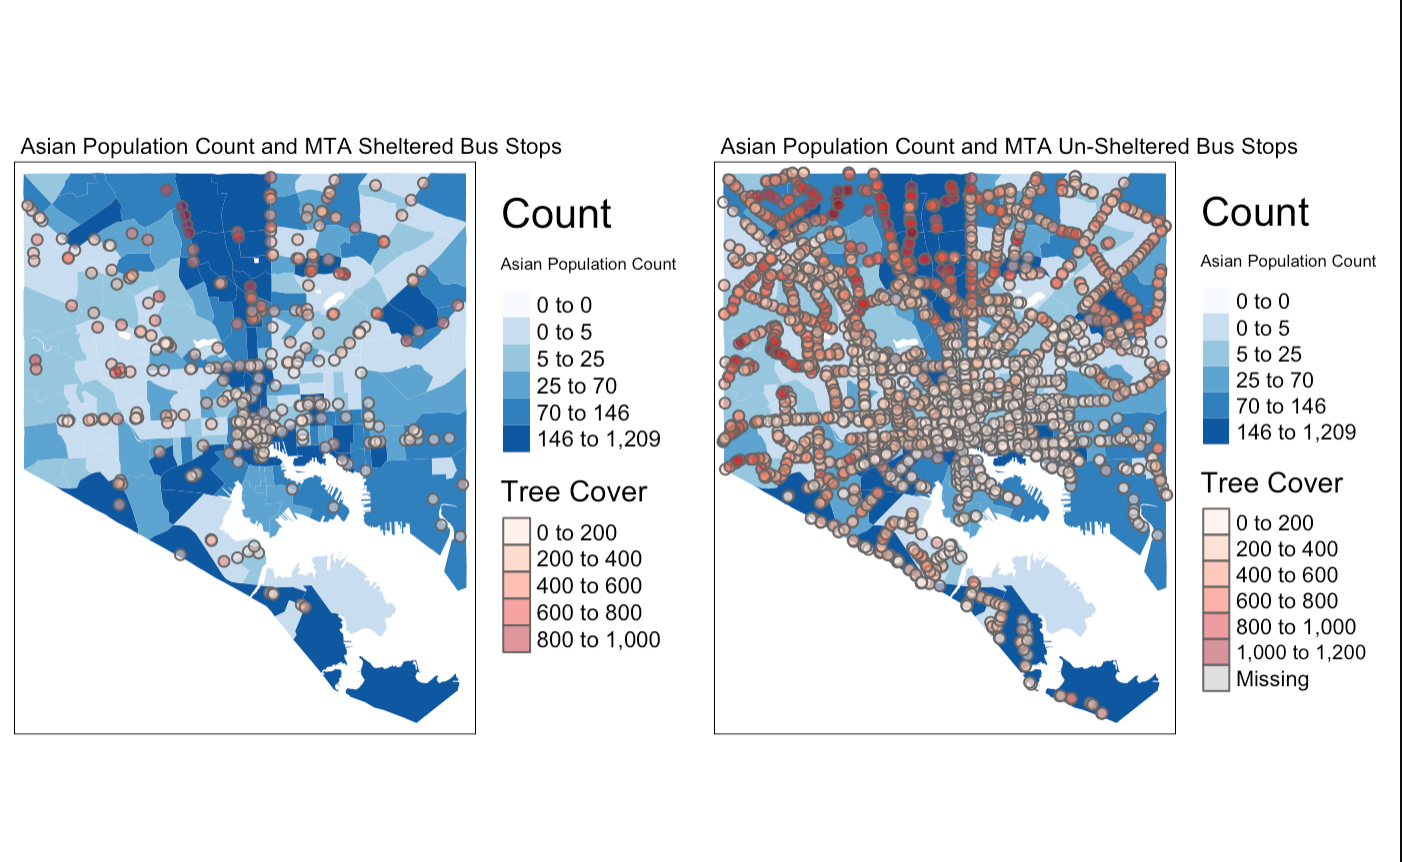 Asian Population Count and MTA Sheltered Bus Stops
Count
Asian Population Count
0 to 0
0 to 5
5 to 25
25 to 70
70 to 146
146 to 1,209
Tree Cover
0 to 200
200 to 400
400 to 600
600 to 800
800 to 1,000
Asian Population Count and MTA Un-Sheltered Bus Stops
Count
Asian Population Count
0 to 0
0 to 5
5 to 25
25 to 70
70 to 146
146 to 1,209
Tree Cover
0 to 200
200 to 400
400 to 600
600 to 800
800 to 1,000
1,000 to 1,200
Missing